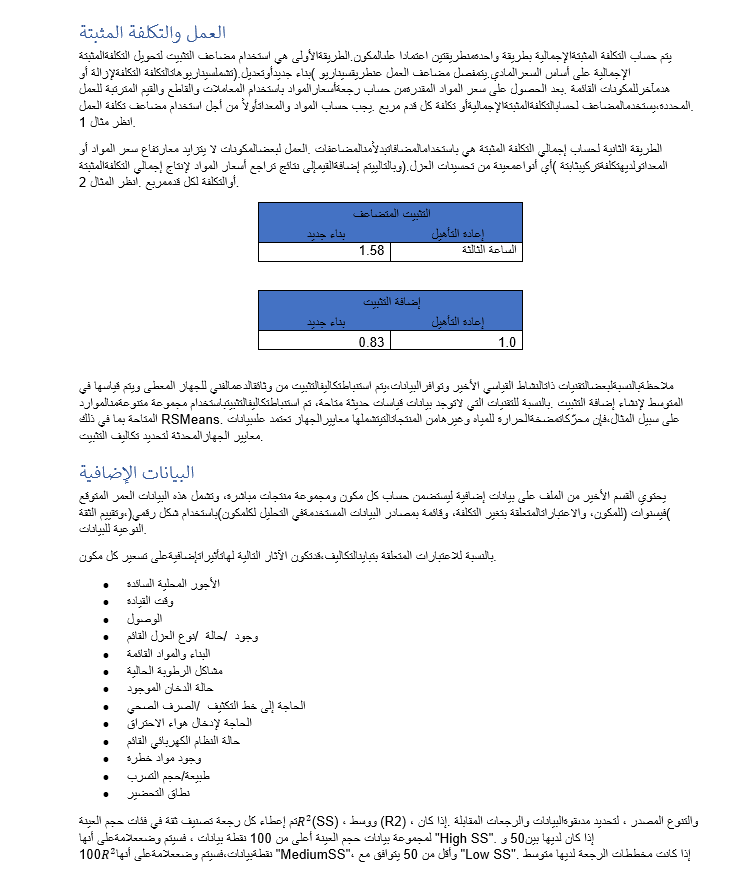 العمل والتكلفة المثبتة
يتم حساب التكلفة المثبتةالإجمالية بطريقة واحدةمنطريقتين اعتمادا علىالمكون.الطريقةالأولى هي استخدام مضاعف التثبيت لتحويل التكلفةالمثبتة
الإجمالية على أساس السعرالمادي.يتمفصل مضاعف العمل عنطريقسيناريو )بناء جديدأوتعديل.(تشملسيناريوهاتالتكلفة التكلفةلإزالة أو
هدمآخرللمكونات القائمة .بعد الحصول على سعر المواد المقدرةمن حساب رجعةأسعارالمواد باستخدام المعاملات والقاطع والقيم المترتبة للعمل
المحددة،يستخدمالمضاعف لحسابالتكلفةالمثبتةالإجماليةأو تكلفة كل قدم مربع .يجب حساب المواد والمعداتأولاً من أجل استخدام مضاعف تكلفة العمل.
انظر مثال 1.
الطريقة الثانية لحساب إجمالي التكلفة المثبتة هي باستخدامالمضافاتبدلاًمنالمضاعفات .العمل لبعضالمكونات لا يتزايد معارتفاع سعر المواد أو
المعداتولديهتكلفةتركيبثابتة )أي أنواعمعينة من تحسينات العزل.(وبالتالييتم إضافةالقيمإلى نتائج تراجع أسعار المواد لإنتاج إجمالي التكلفةالمثبتة
أوالتكلفة لكل قدممربع .انظر المثال 2.
التثبيت المتضاعف
إعادة التأهيل بناء جديد
الساعة الثالثة 1.58
إضافة التثبيت
إعادة التأهيل بناء جديد
1.0 0.83
ملاحظةبالنسبةلبعضالتقنيات ذاتالنشاط القياسي الأخير وتوافرالبيانات،يتم استنباطتكاليفالتثبيت من وثائقالدعمالفني للجهاز المعطى ويتم قياسها في
المتوسط لإنشاء إضافة التثبيت .بالنسبة للتقنيات التي لاتوجد بيانات قياسات حديثة متاحة، تم استنباطتكاليفالتثبيتباستخدام مجموعة متنوعةمنالموارد
المتاحة بما في ذلك RSMeans. على سبيل المثال،فإن محركاتمضخةالحرارة للمياه وغيرهامن المنتجاتالتيتشملها معاييرالجهاز تعتمد علىبيانات
معايير الجهازالمحدثة لتحديد تكاليف التثبيت.
البيانات الإضافية
يحتوي القسم الأخير من الملف على بيانات إضافية ليستضمن حساب كل مكون ومجموعة منتجات مباشرة، وتشمل هذه البيانات العمر المتوقع
)فيسنوات (للمكون، والاعتباراتالمتعلقة بتغير التكلفة، وقائمة بمصادر البيانات المستخدمةفي التحليل لكلمكون)باستخدام شكل رقمي(،وتقييم الثقة
النوعية للبيانات.
بالنسبة للاعتبارات المتعلقة بتباينالتكاليف،قدتكون الآثار التالية لهاتأثيراتإضافيةعلى تسعير كل مكون.
• الأجور المحلية السائدة
• وقت القيادة
• الوصول
• وجود /حالة /نوع العزل القائم
• البناء والمواد القائمة
• مشاكل الرطوبة الحالية
• حالة الدخان الموجود
• الحاجة إلى خط التكثيف /الصرف الصحي
• الحاجة لإدخال هواء الاحتراق
• حالة النظام الكهربائي القائم
• وجود مواد خطرة
• طبيعة/حجم التسرب
• نطاق التحضير
تم إعطاء كل رجعة تصنيف ثقة في فئات حجم العينة R²(SS) ، ووسط (R2) ، والتنوع المصدر ، لتحديد مدىقوةالبيانات والرجعات المقابلة .إذا كان
لمجموعة بيانات حجم العينة أعلى من 100 نقطة بيانات ، فسيتم وضععلامةعلى أنها "High SS". إذا كان لديها بين50 و
100R² نقطةبيانات،فسيتم وضععلامةعلى أنها "MediumSS"، وأقل من 50 يتوافق مع "Low SS". إذا كانت مخططات الرجعة لديها متوسط